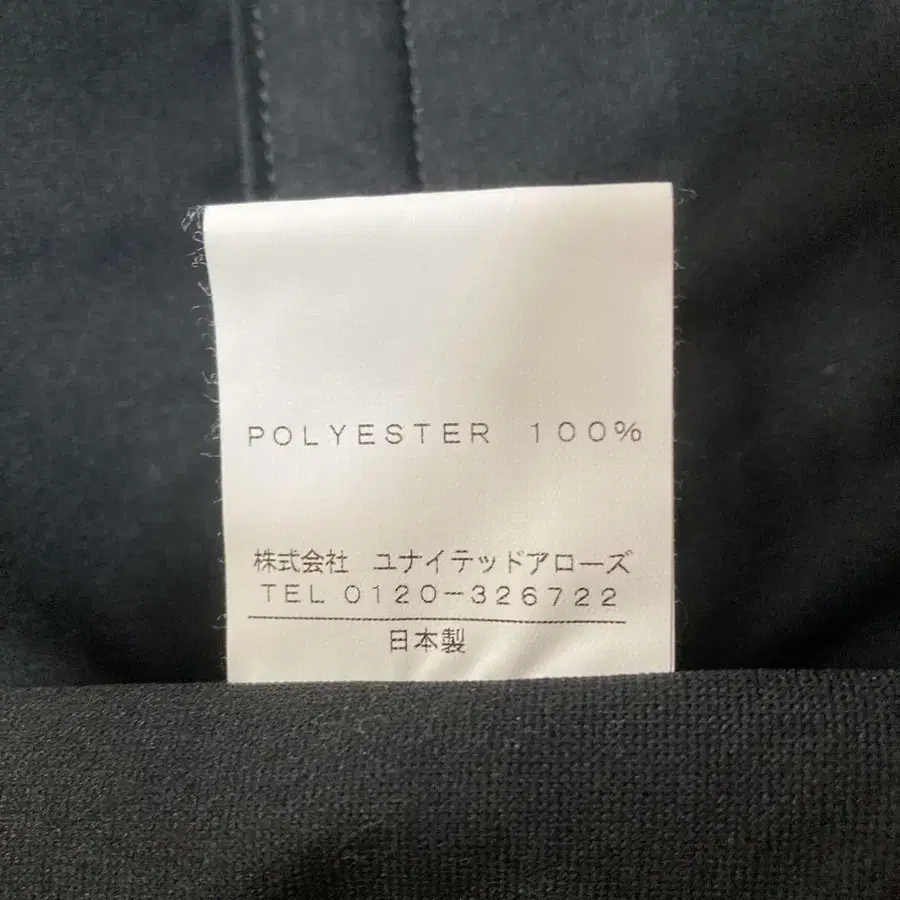 POLYESTER 100%
株式会社 ユナイテッドアローズ
TEL 0120-326722
日本製